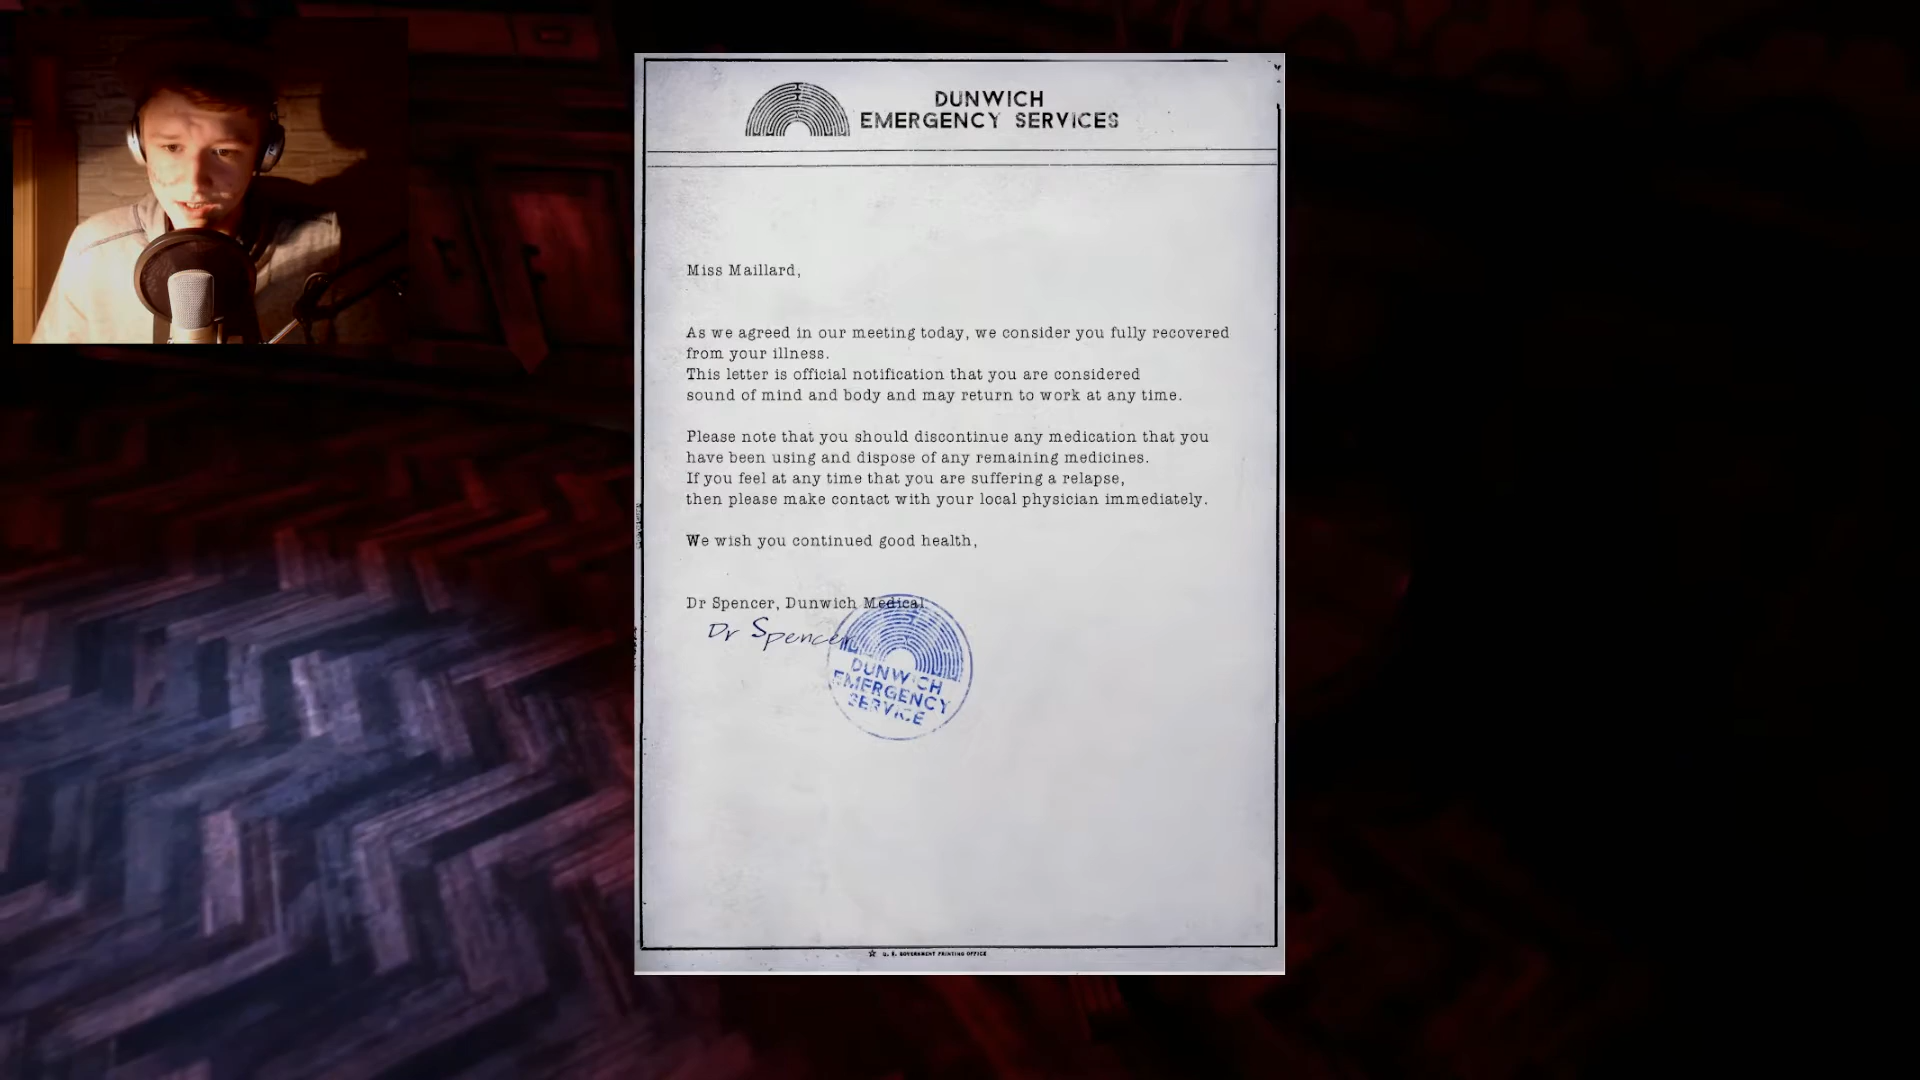 DUNWICH
EMERGENCY SERVICES
Miss Maillard,
As we agreed in our meeting today, we consider you fully recovered
from your illness.
This letter is official notification that you are considered
sound of mind and body and may return to work at any time.
Please note that you should discontinue any medication that you
have been using and dispose of any remaining medicines.
If you feel at any time that you are suffering a relapse,
then please make contact with your local physician immediately.
We wish you continued good health,
Dr Spencer, Dunwich Medical
Dr Spencer
DUNWICH
EMERGENCY
SERVICE
☆ U. S. GOVERNMENT PRINTING OFFICE